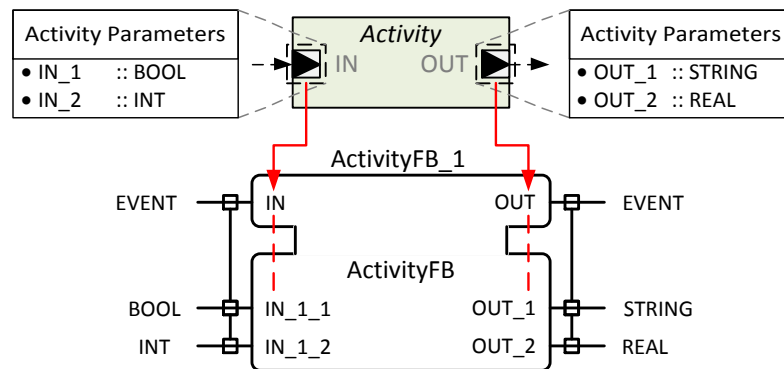 Activity Parameters
• IN_1 :: BOOL
• IN_2 :: INT
Activity
IN OUT
Activity Parameters
• OUT_1 :: STRING
• OUT_2 :: REAL
ActivityFB_1
EVENT IN OUT EVENT
ActivityFB
BOOL IN_1_1 OUT_1 STRING
INT IN_1_2 OUT_2 REAL